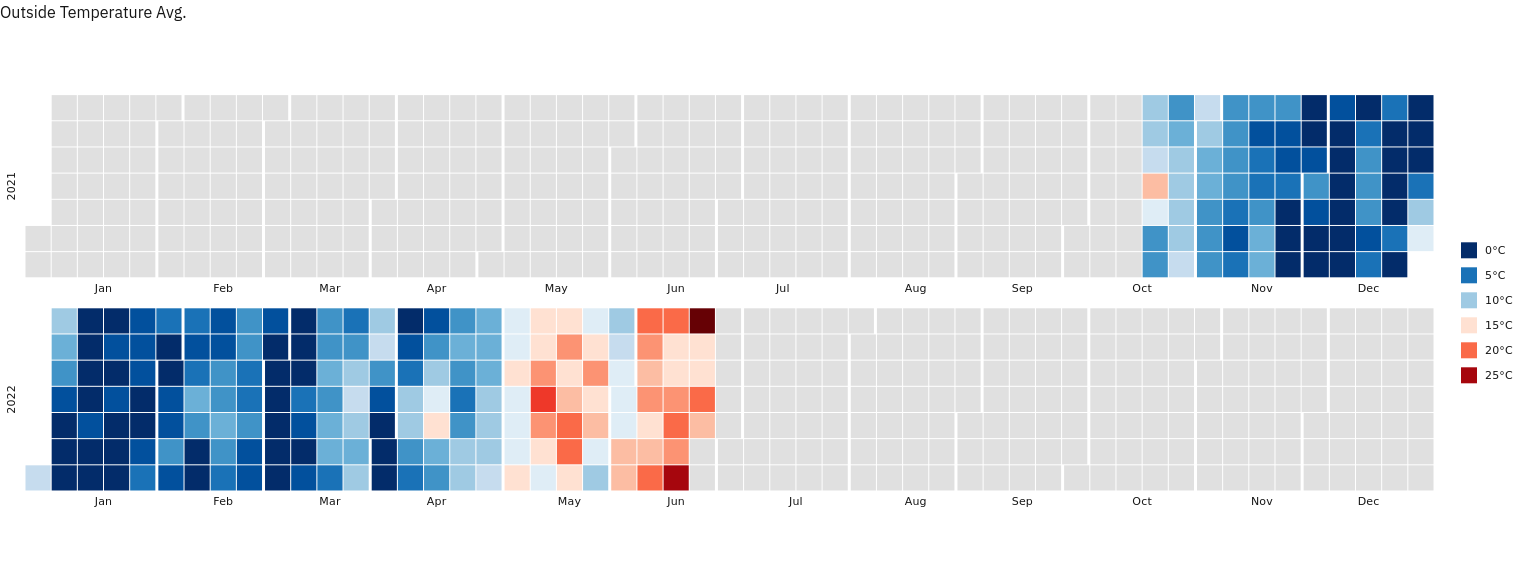 Outside Temperature Avg.
2021
Jan Feb Mar Apr May Jun Jul Aug Sep Oct Nov Dec
2022
Jan Feb Mar Apr May Jun Jul Aug Sep Oct Nov Dec
0°C
5°C
10°C
15°C
20°C
25°C